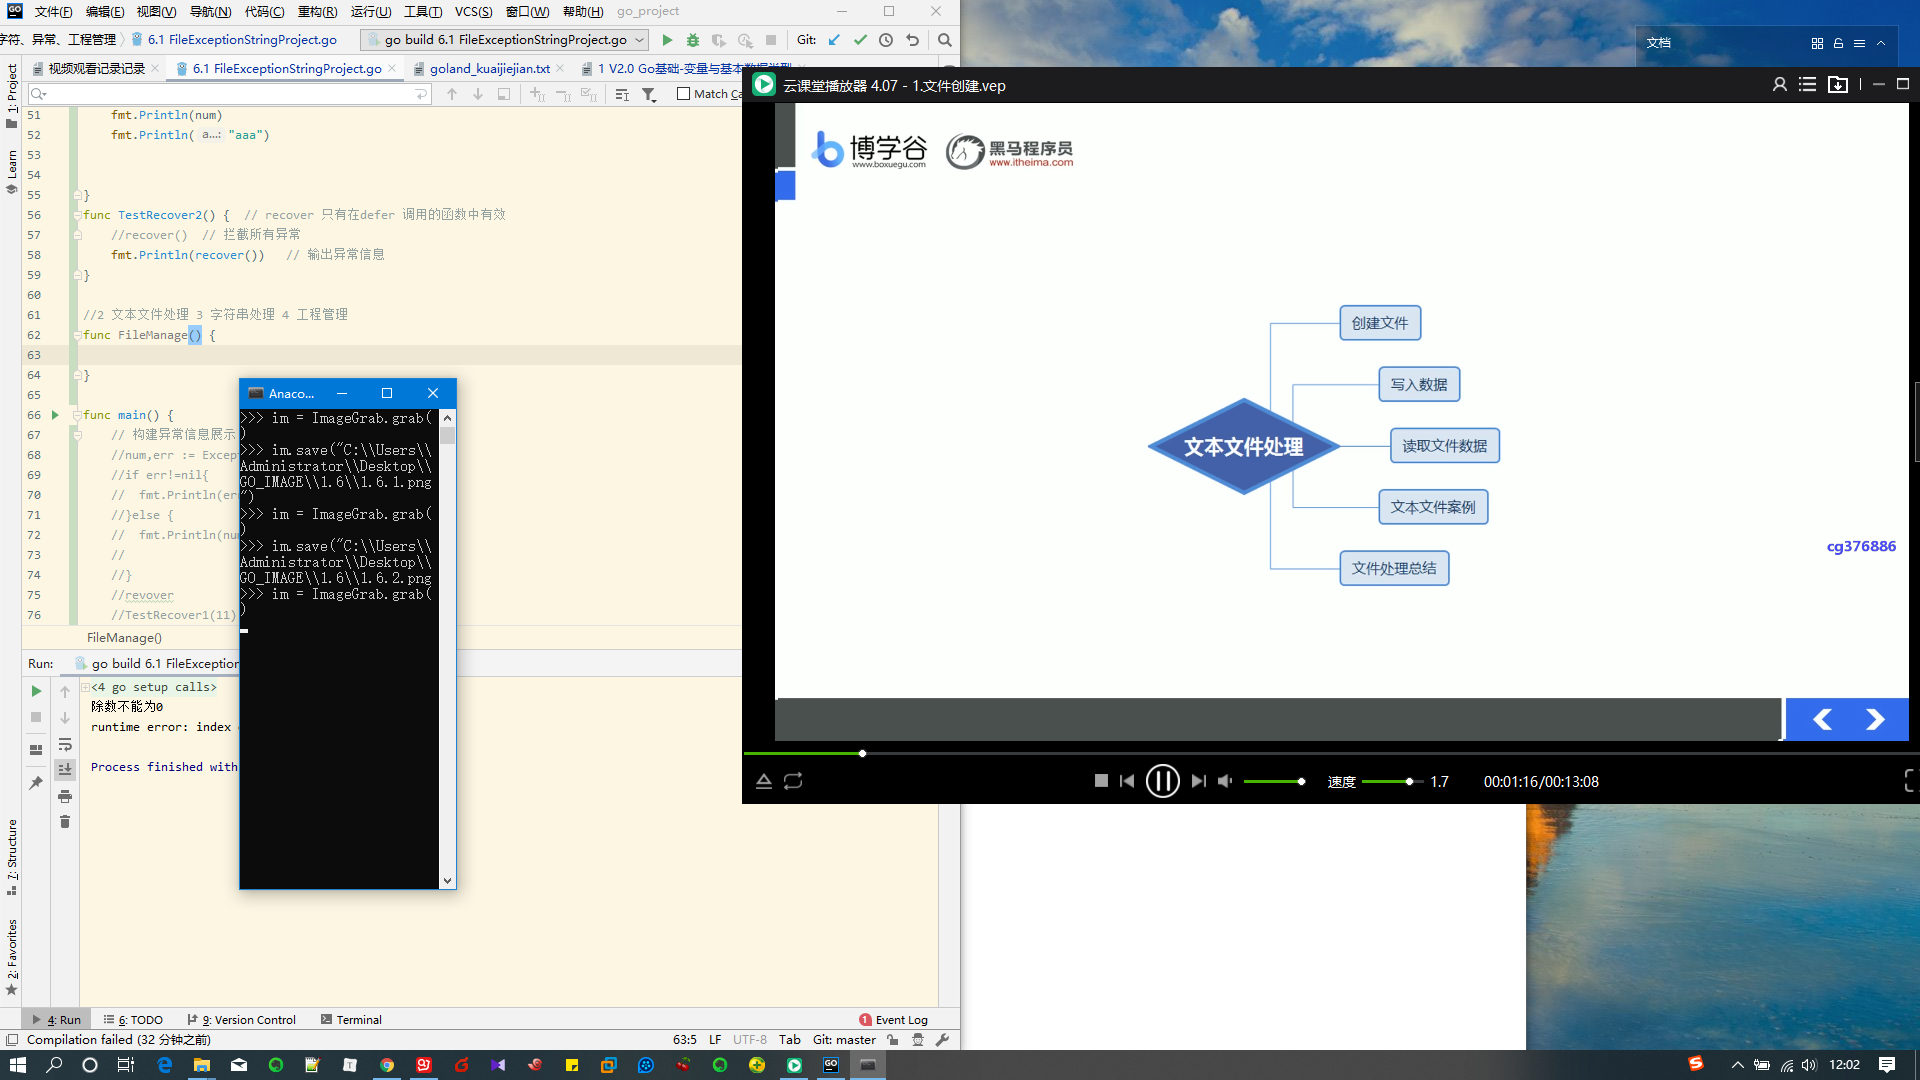 文件(F) 编辑(E) 视图(V) 导航(N) 代码(C) 重构(R) 运行(U) 工具(T) VCS(S) 窗口(W) 帮助(H) go_project
字符、异常、工程管理 6.1 FileExceptionStringProject.go go build 6.1 FileExceptionStringProject.go Git:
视频观看记录记录 6.1 FileExceptionStringProject.go goland_kuaijiejian.txt 1 V2.0 Go基础-变量与基本数据类型
Match Ca
1: Project
Learn
7: Structure
2: Favorites
51 fmt.Println(num)
52 fmt.Println( a...: "aaa")
53
54
55 }
56 func TestRecover2() { // recover 只有在defer 调用的函数中有效
57 //recover() // 拦截所有异常
58 fmt.Println(recover()) // 输出异常信息
59 }
60
61 //2 文本文件处理 3 字符串处理 4 工程管理
62 func FileManage() {
63
64 }
65
66 func main() {
67 // 构建异常信息展示
68 //num,err := Excep
69 //if err!=nil{
70 // fmt.Println(er
71 //}else {
72 // fmt.Println(nu
73 //
74 //}
75 //revover
76 //TestRecover1(11)
FileManage()
Run: go build 6.1 FileException
<4 go setup calls>
除数不能为0
runtime error: index
Process finished with
4: Run 6: TODO 9: Version Control Terminal 1 Event Log
Compilation failed (32 分钟之前) 63:5 LF UTF-8 Tab Git: master
Anaco...
>>> im = ImageGrab.grab(
)
>>> im.save("C:\\Users\\
Administrator\\Desktop\\
GO_IMAGE\\1.6\\1.6.1.png
")
>>> im = ImageGrab.grab(
)
>>> im.save("C:\\Users\\
Administrator\\Desktop\\
GO_IMAGE\\1.6\\1.6.2.png
>>> im = ImageGrab.grab(
)
文档
云课堂播放器 4.07 - 1.文件创建.vep
博学谷
www.boxuegu.com
黑马程序员
www.itheima.com
文本文件处理
创建文件
写入数据
读取文件数据
文本文件案例
文件处理总结
cg376886
速度 1.7 00:01:16/00:13:08
12:02